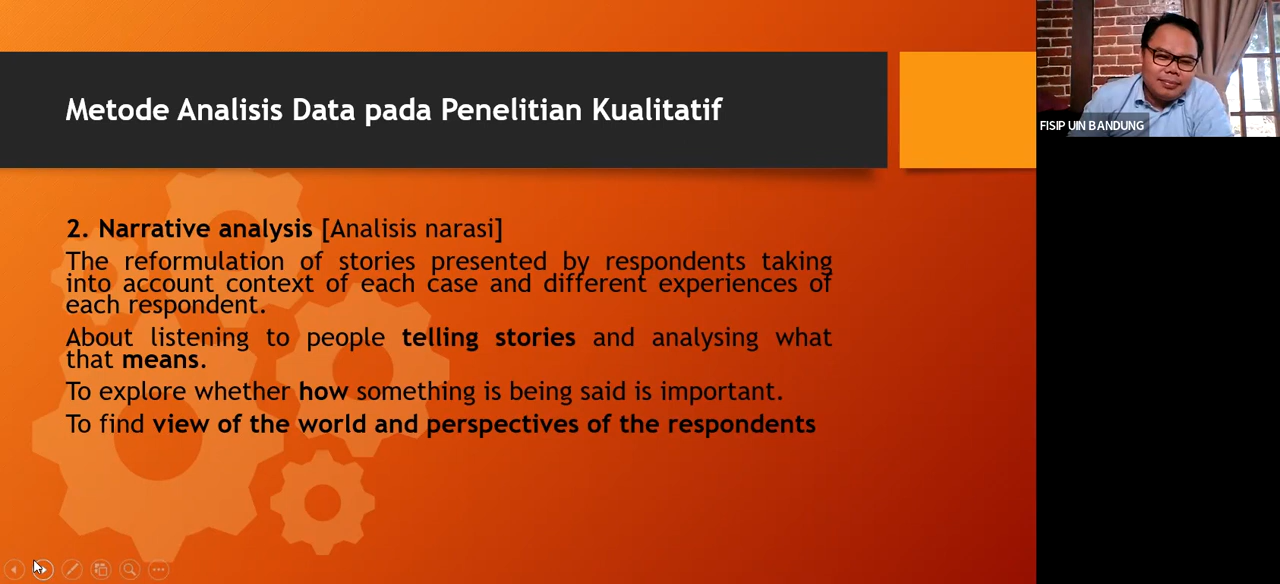 Metode Analisis Data pada Penelitian Kualitatif
FISIP UIN BANDUNG
2. Narrative analysis [Analisis narasi]
The reformulation of stories presented by respondents taking
into account context of each case and different experiences of
each respondent.
About listening to people telling stories and analysing what
that means.
To explore whether how something is being said is important.
To find view of the world and perspectives of the respondents